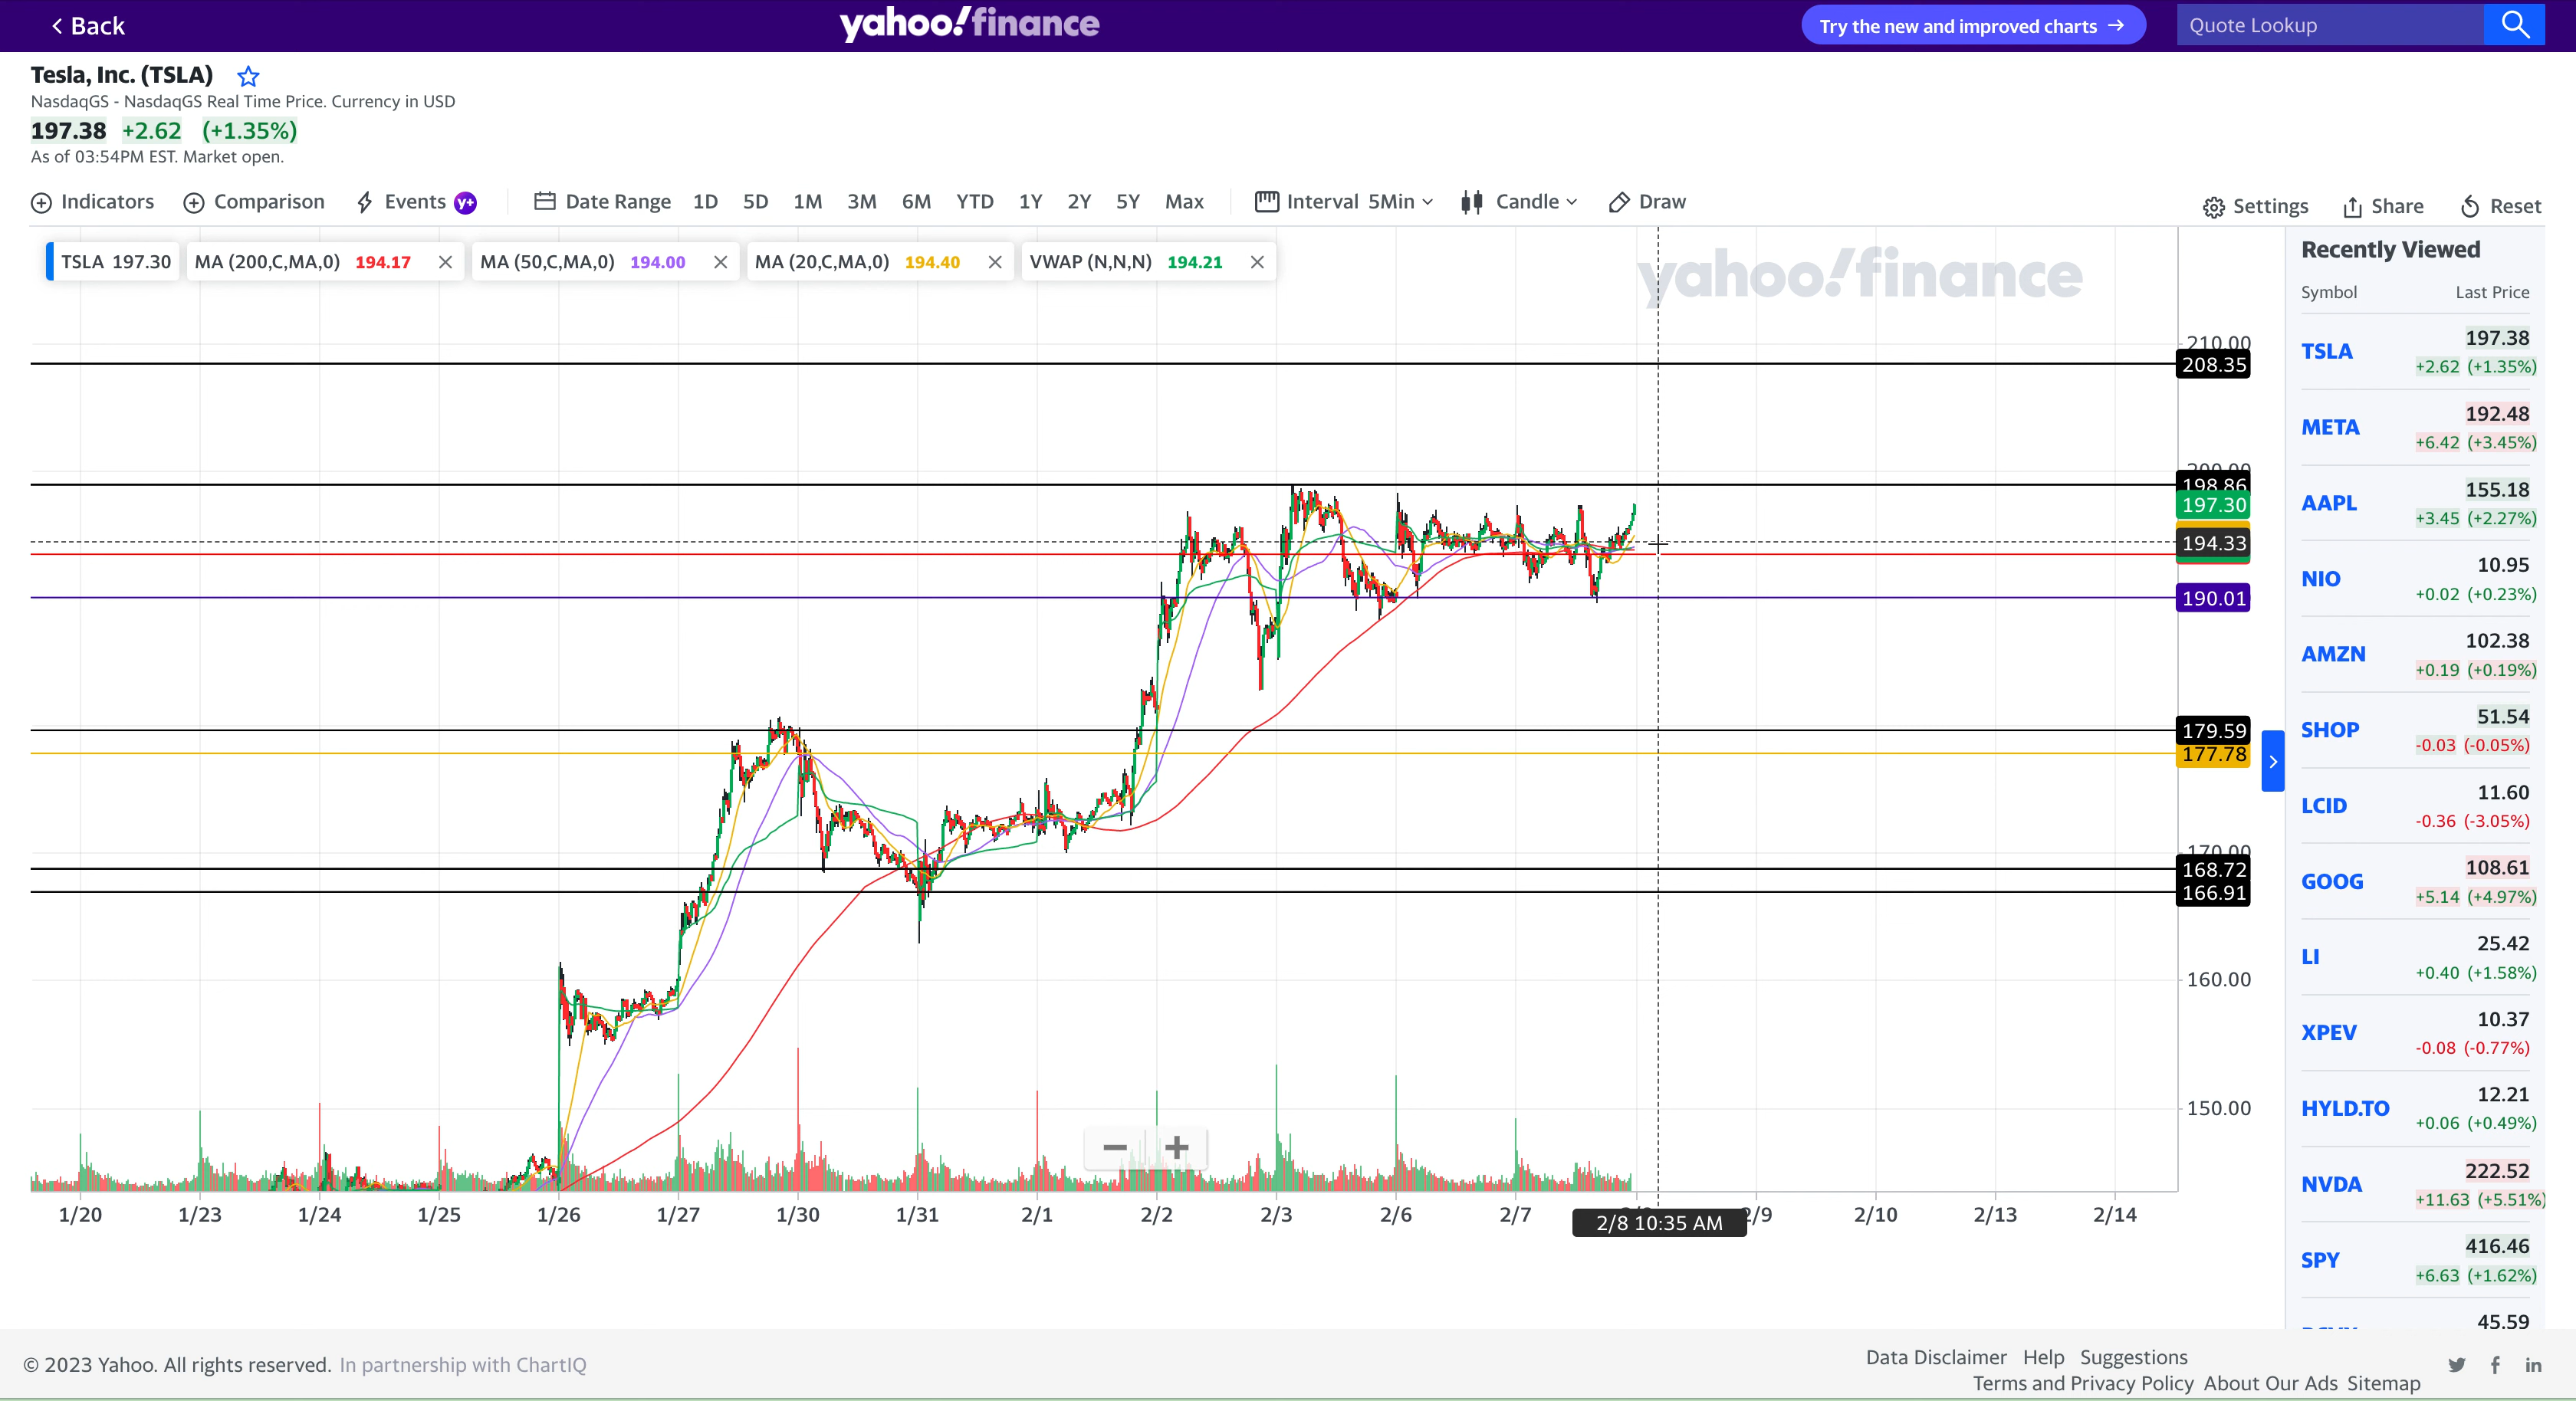 Back
yahoo!finance
Try the new and improved charts →
Quote Lookup
Tesla, Inc. (TSLA)
NasdaqGS - NasdaqGS Real Time Price. Currency in USD
197.38 +2.62 (+1.35%)
As of 03:54PM EST. Market open.
Indicators Comparison Events y+ Date Range 1D 5D 1M 3M 6M YTD 1Y 2Y 5Y Max Interval 5Min Candle Draw Settings Share Reset
TSLA 197.30 MA (200,C,MA,0) 194.17 MA (50,C,MA,0) 194.00 MA (20,C,MA,0) 194.40 VWAP (N,N,N) 194.21
yahoo!finance
210.00
208.35
200.00
198.86
197.30
194.33
190.01
179.59
177.78
170.00
168.72
166.91
160.00
150.00
1/20 1/23 1/24 1/25 1/26 1/27 1/30 1/31 2/1 2/2 2/3 2/6 2/7 2/8 10:35 AM 2/9 2/10 2/13 2/14
Recently Viewed
Symbol Last Price
TSLA 197.38
+2.62 (+1.35%)
META 192.48
+6.42 (+3.45%)
AAPL 155.18
+3.45 (+2.27%)
NIO 10.95
+0.02 (+0.23%)
AMZN 102.38
+0.19 (+0.19%)
SHOP 51.54
-0.03 (-0.05%)
LCID 11.60
-0.36 (-3.05%)
GOOG 108.61
+5.14 (+4.97%)
LI 25.42
+0.40 (+1.58%)
XPEV 10.37
-0.08 (-0.77%)
HYLD.TO 12.21
+0.06 (+0.49%)
NVDA 222.52
+11.63 (+5.51%)
SPY 416.46
+6.63 (+1.62%)
45.59
© 2023 Yahoo. All rights reserved. In partnership with ChartIQ
Data Disclaimer Help Suggestions
Terms and Privacy Policy About Our Ads Sitemap